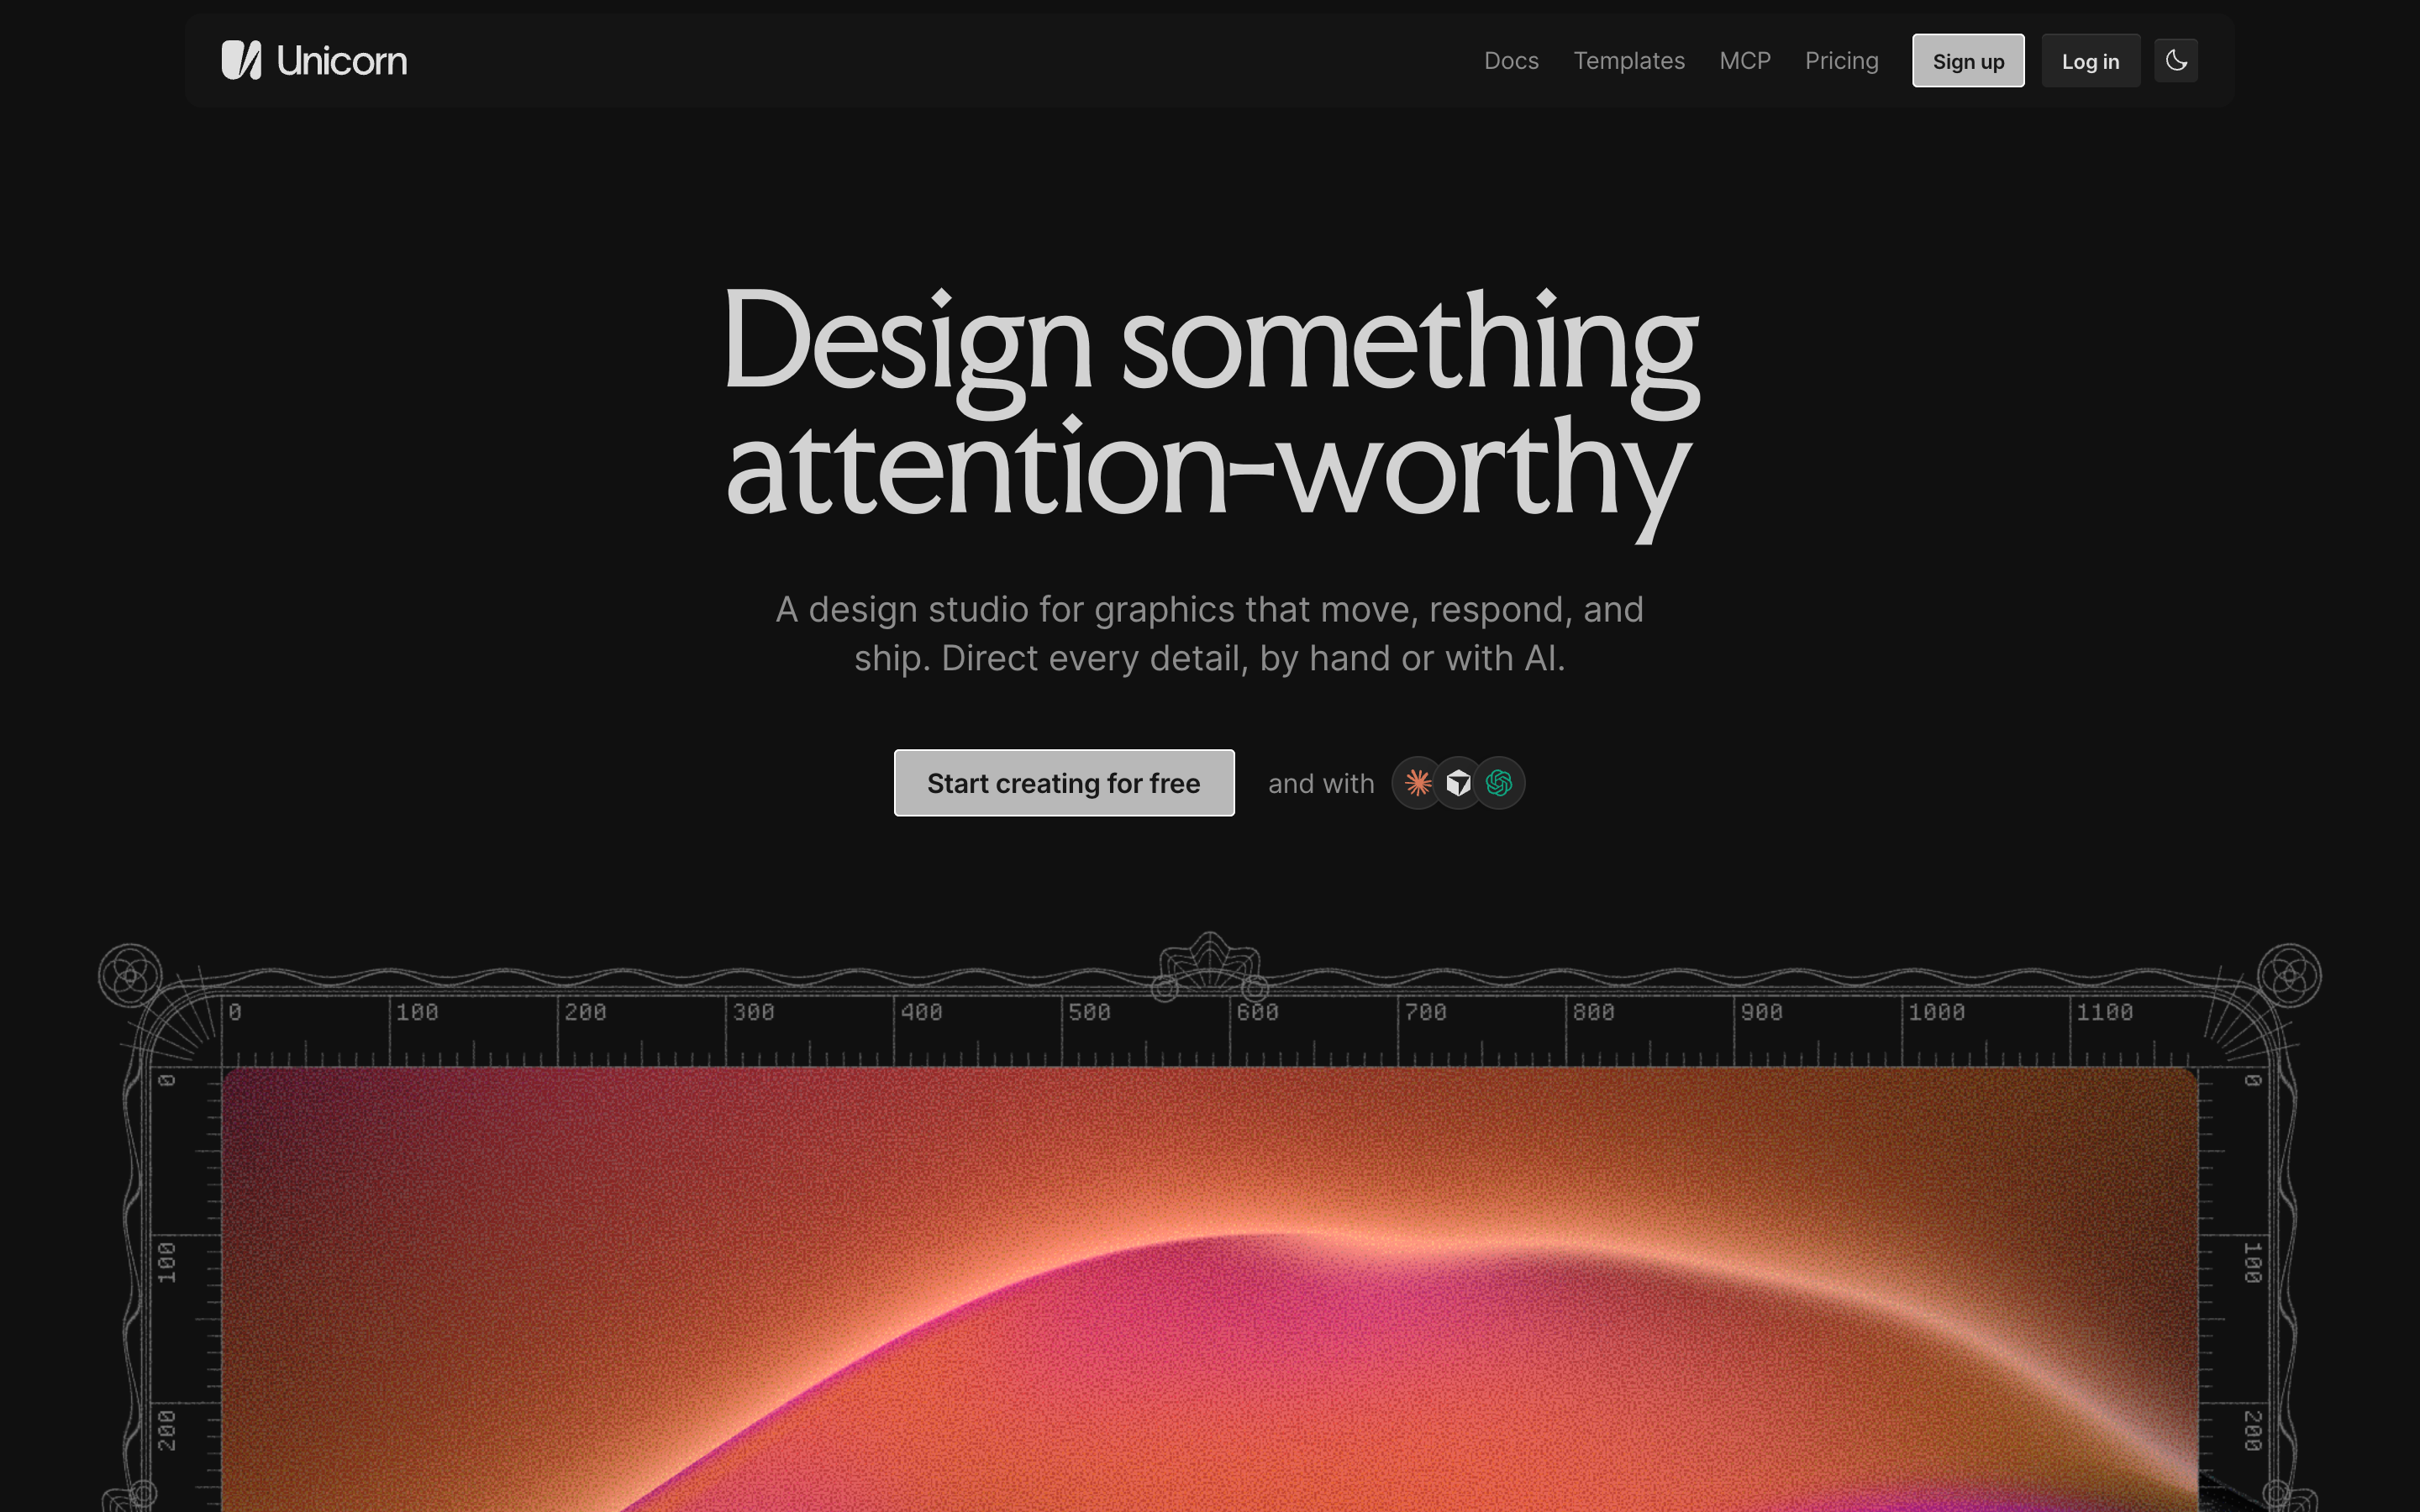 Unicorn
Docs Templates MCP Pricing Sign up Log in
Design something
attention-worthy
A design studio for graphics that move, respond, and
ship. Direct every detail, by hand or with AI.
Start creating for free and with
0 100 200 300 400 500 600 700 800 900 1000 1100
0 0
100 100
200 200